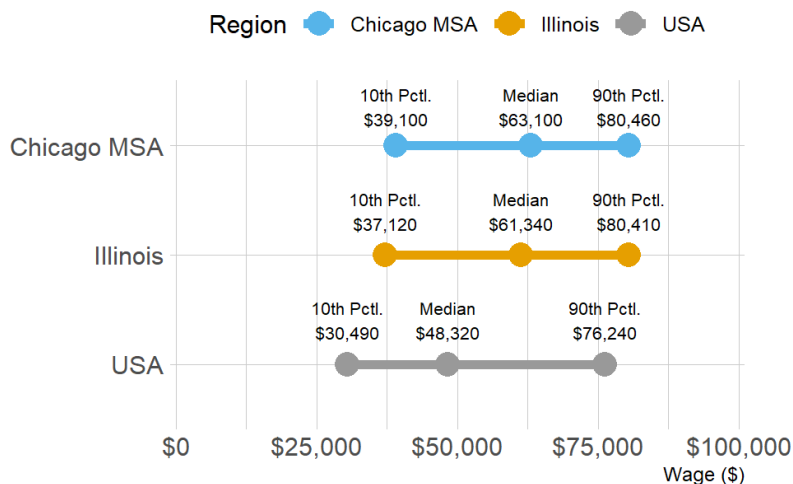 Region Chicago MSA Illinois USA
10th Pctl. Median 90th Pctl.
$39,100 $63,100 $80,460
Chicago MSA
10th Pctl. Median 90th Pctl.
$37,120 $61,340 $80,410
Illinois
10th Pctl. Median 90th Pctl.
$30,490 $48,320 $76,240
USA
$0 $25,000 $50,000 $75,000 $100,000
Wage ($)